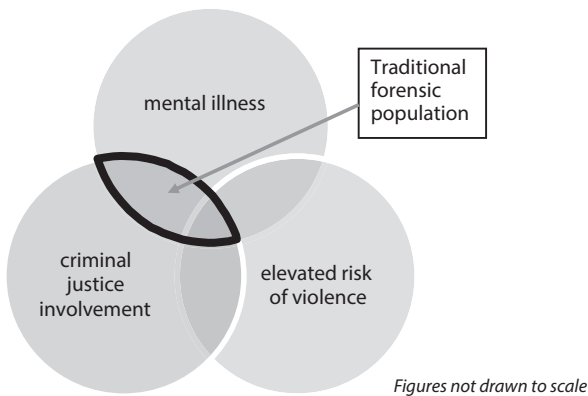 mental illness
Traditional
forensic
population
criminal
justice
involvement
elevated risk
of violence
Figures not drawn to scale